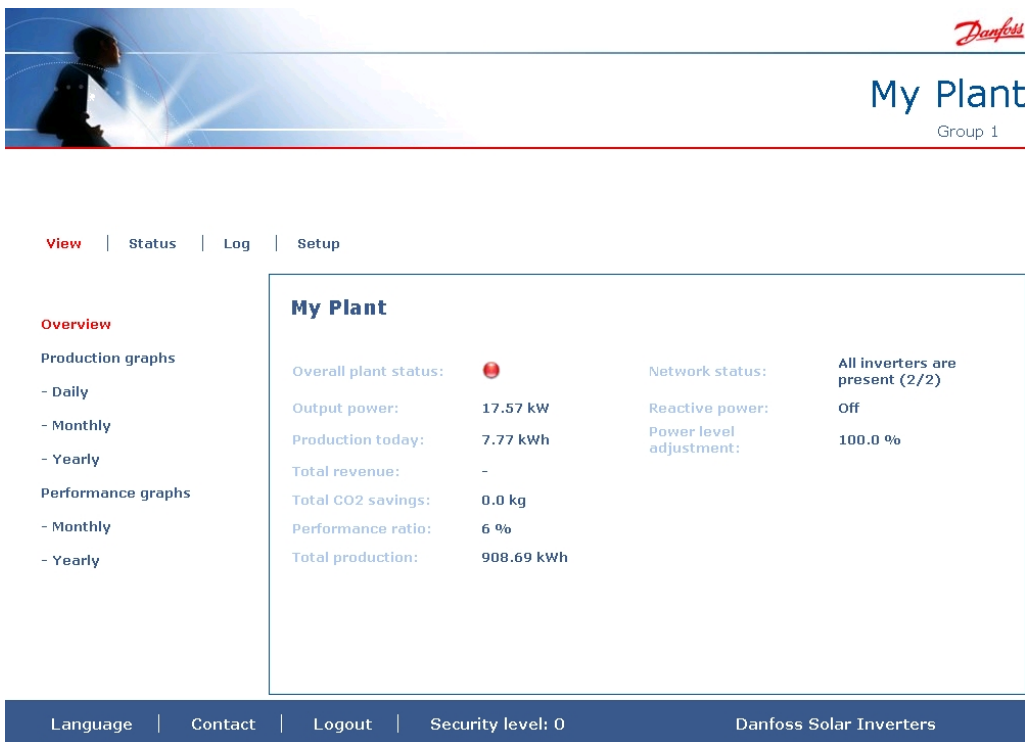 Danfoss
My Plant
Group 1
View | Status | Log | Setup
Overview
Production graphs
- Daily
- Monthly
- Yearly
Performance graphs
- Monthly
- Yearly
My Plant
Overall plant status:
Output power: 17.57 kW
Production today: 7.77 kWh
Total revenue: -
Total CO2 savings: 0.0 kg
Performance ratio: 6 %
Total production: 908.69 kWh
Network status: All inverters are
present (2/2)
Reactive power: Off
Power level
adjustment: 100.0 %
Language | Contact | Logout | Security level: 0 Danfoss Solar Inverters